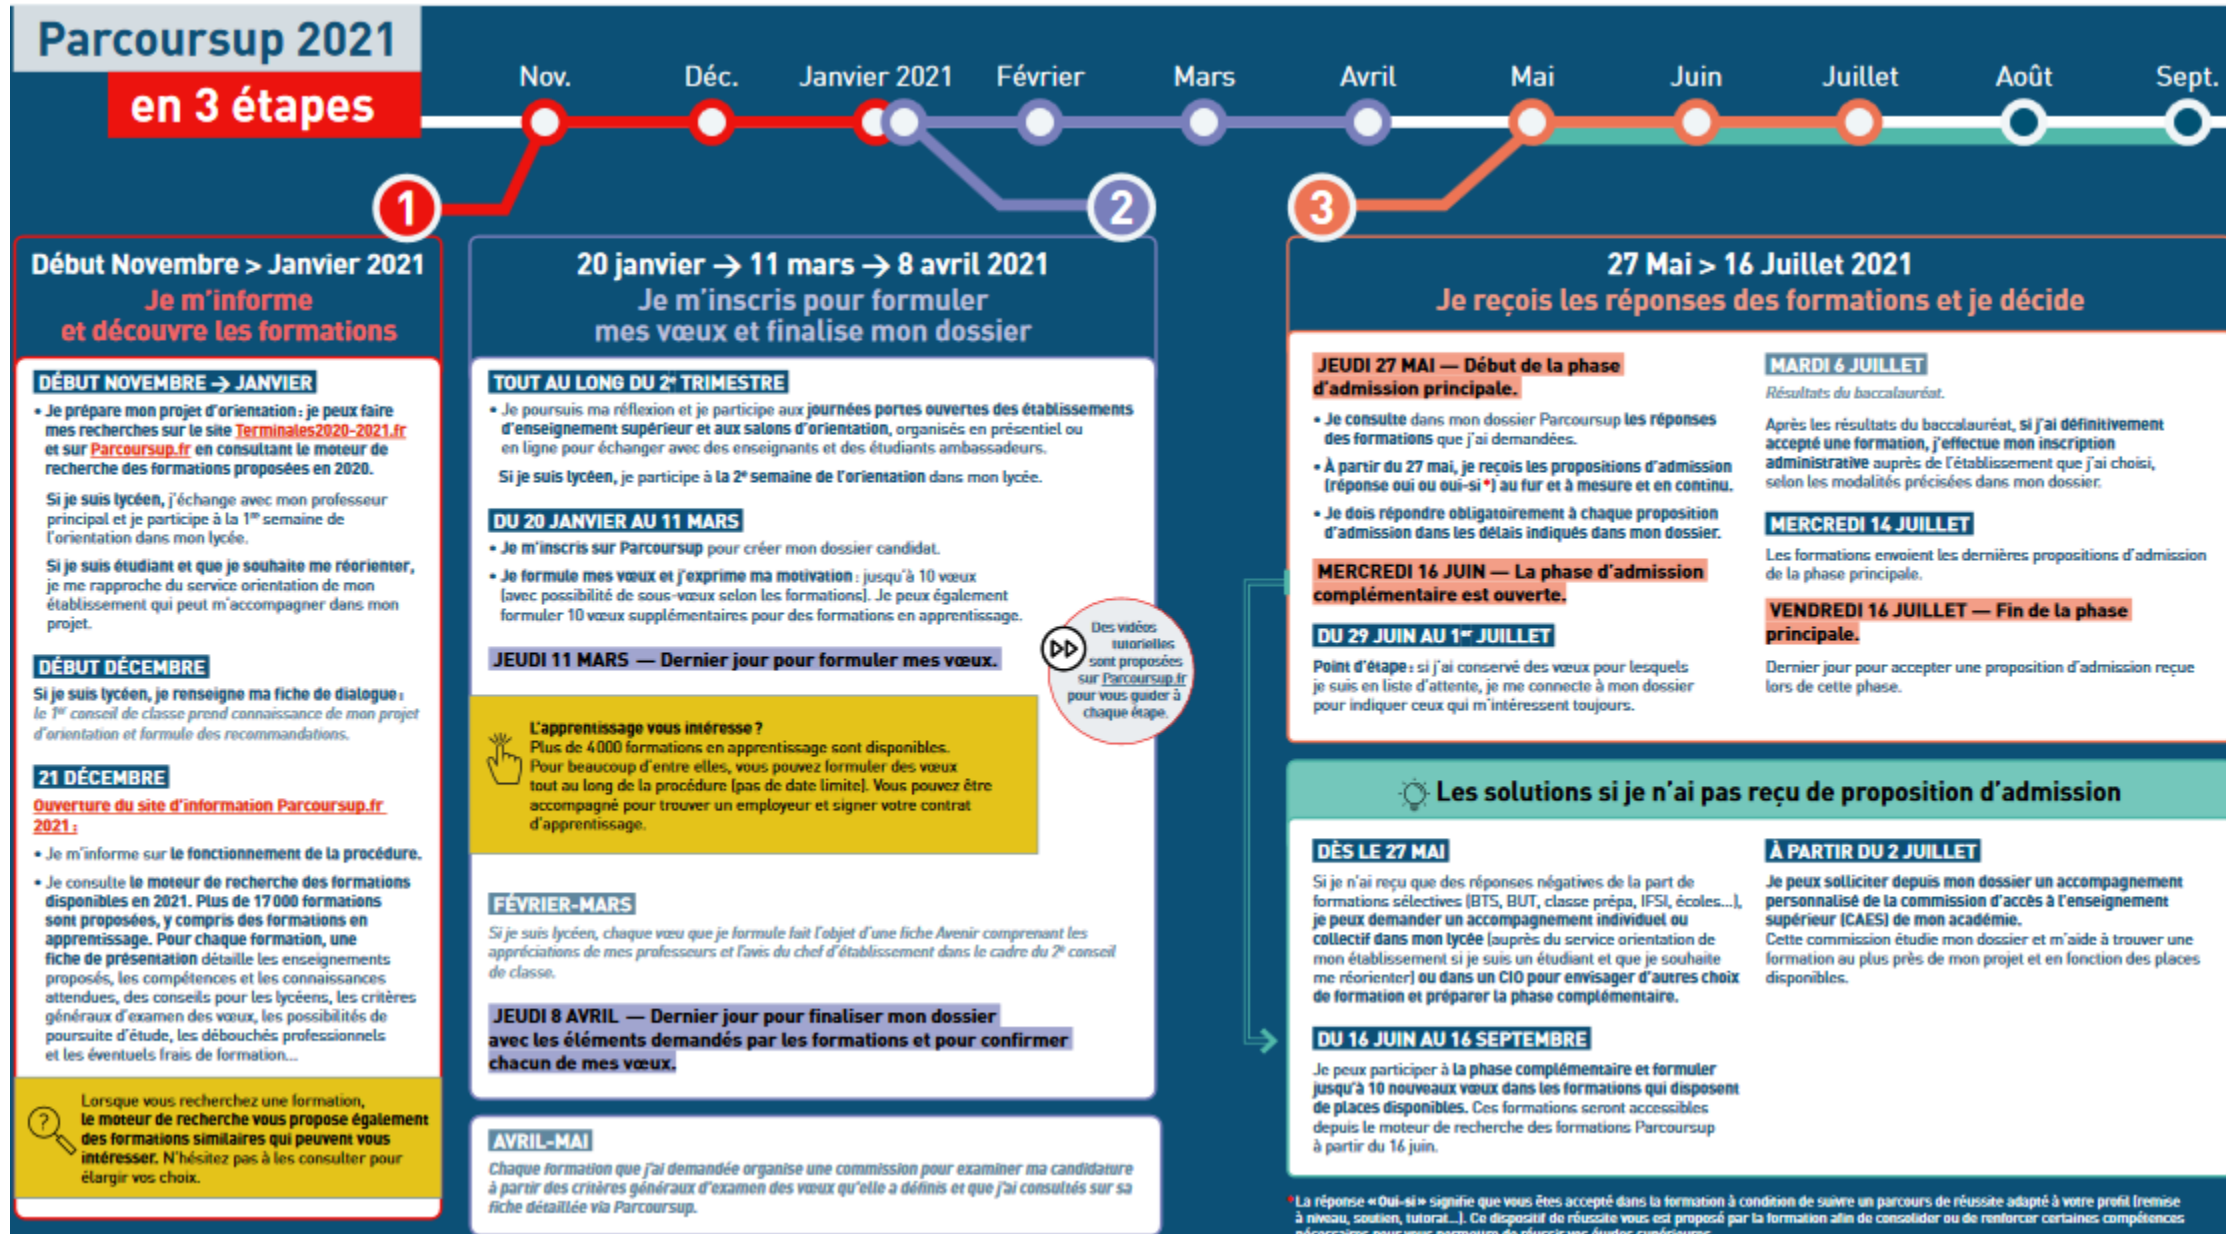 Parcoursup 2021
en 3 étapes
Nov.
Déc.
Janvier 2021
Février
Mars
Avril
Mai
Juin
Juillet
Août
Sept.
1
Début Novembre > Janvier 2021
Je m'informe
et découvre les formations
DÉBUT NOVEMBRE → JANVIER
• Je prépare mon projet d'orientation : je peux faire
mes recherches sur le site Terminales2020-2021.fr
et sur Parcoursup.fr en consultant le moteur de
recherche des formations proposées en 2020.
Si je suis lycéen, j'échange avec mon professeur
principal et je participe à la 1re semaine de
l'orientation dans mon lycée.
Si je suis étudiant et que je souhaite me réorienter,
je me rapproche du service orientation de mon
établissement qui peut m'accompagner dans mon
projet.
DÉBUT DÉCEMBRE
Si je suis lycéen, je renseigne ma fiche de dialogue :
le 1er conseil de classe prend connaissance de mon projet
d'orientation et formule des recommandations.
21 DÉCEMBRE
Ouverture du site d'information Parcoursup.fr
2021 :
• Je m'informe sur le fonctionnement de la procédure.
• Je consulte le moteur de recherche des formations
disponibles en 2021. Plus de 17000 formations
sont proposées, y compris des formations en
apprentissage. Pour chaque formation, une
fiche de présentation détaille les enseignements
proposés, les compétences et les connaissances
attendues, des conseils pour les lycéens, les critères
généraux d'examen des vœux, les possibilités de
poursuite d'étude, les débouchés professionnels
et les éventuels frais de formation...
Lorsque vous recherchez une formation,
le moteur de recherche vous propose également
des formations similaires qui peuvent vous
intéresser. N'hésitez pas à les consulter pour
élargir vos choix.
2
20 janvier → 11 mars → 8 avril 2021
Je m'inscris pour formuler
mes vœux et finalise mon dossier
TOUT AU LONG DU 2e TRIMESTRE
• Je poursuis ma réflexion et je participe aux journées portes ouvertes des établissements
d'enseignement supérieur et aux salons d'orientation, organisés en présentiel ou
en ligne pour échanger avec des enseignants et des étudiants ambassadeurs.
Si je suis lycéen, je participe à la 2e semaine de l'orientation dans mon lycée.
DU 20 JANVIER AU 11 MARS
• Je m'inscris sur Parcoursup pour créer mon dossier candidat.
• Je formule mes vœux et j'exprime ma motivation : jusqu'à 10 vœux
(avec possibilité de sous-vœux selon les formations). Je peux également
formuler 10 vœux supplémentaires pour des formations en apprentissage.
JEUDI 11 MARS — Dernier jour pour formuler mes vœux.
Des vidéos
tutorielles
sont proposées
sur Parcoursup.fr
pour vous guider à
chaque étape.
L'apprentissage vous intéresse ?
Plus de 4000 formations en apprentissage sont disponibles.
Pour beaucoup d'entre elles, vous pouvez formuler des vœux
tout au long de la procédure (pas de date limite). Vous pouvez être
accompagné pour trouver un employeur et signer votre contrat
d'apprentissage.
FÉVRIER-MARS
Si je suis lycéen, chaque vœu que je formule fait l'objet d'une fiche Avenir comprenant les
appréciations de mes professeurs et l'avis du chef d'établissement dans le cadre du 2e conseil
de classe.
JEUDI 8 AVRIL — Dernier jour pour finaliser mon dossier
avec les éléments demandés par les formations et pour confirmer
chacun de mes vœux.
AVRIL-MAI
Chaque formation que j'ai demandée organise une commission pour examiner ma candidature
à partir des critères généraux d'examen des vœux qu'elle a définis et que j'ai consultés sur sa
fiche détaillée via Parcoursup.
3
27 Mai > 16 Juillet 2021
Je reçois les réponses des formations et je décide
JEUDI 27 MAI — Début de la phase
d'admission principale.
• Je consulte dans mon dossier Parcoursup les réponses
des formations que j'ai demandées.
• À partir du 27 mai, je reçois les propositions d'admission
(réponse oui ou oui-si*) au fur et à mesure et en continu.
• Je dois répondre obligatoirement à chaque proposition
d'admission dans les délais indiqués dans mon dossier.
MERCREDI 16 JUIN — La phase d'admission
complémentaire est ouverte.
DU 29 JUIN AU 1er JUILLET
Point d'étape : si j'ai conservé des vœux pour lesquels
je suis en liste d'attente, je me connecte à mon dossier
pour indiquer ceux qui m'intéressent toujours.
MARDI 6 JUILLET
Résultats du baccalauréat.
Après les résultats du baccalauréat, si j'ai définitivement
accepté une formation, j'effectue mon inscription
administrative auprès de l'établissement que j'ai choisi,
selon les modalités précisées dans mon dossier.
MERCREDI 14 JUILLET
Les formations envoient les dernières propositions d'admission
de la phase principale.
VENDREDI 16 JUILLET — Fin de la phase
principale.
Dernier jour pour accepter une proposition d'admission reçue
lors de cette phase.
Les solutions si je n'ai pas reçu de proposition d'admission
DÈS LE 27 MAI
Si je n'ai reçu que des réponses négatives de la part de
formations sélectives (BTS, BUT, classe prépa, IFSI, écoles...),
je peux demander un accompagnement individuel ou
collectif dans mon lycée (auprès du service orientation de
mon établissement si je suis un étudiant et que je souhaite
me réorienter) ou dans un CIO pour envisager d'autres choix
de formation et préparer la phase complémentaire.
DU 16 JUIN AU 16 SEPTEMBRE
Je peux participer à la phase complémentaire et formuler
jusqu'à 10 nouveaux vœux dans les formations qui disposent
de places disponibles. Ces formations seront accessibles
depuis le moteur de recherche des formations Parcoursup
à partir du 16 juin.
À PARTIR DU 2 JUILLET
Je peux solliciter depuis mon dossier un accompagnement
personnalisé de la commission d'accès à l'enseignement
supérieur (CAES) de mon académie.
Cette commission étudie mon dossier et m'aide à trouver une
formation au plus près de mon projet et en fonction des places
disponibles.
*La réponse « Oui-si » signifie que vous êtes accepté dans la formation à condition de suivre un parcours de réussite adapté à votre profil (remise
à niveau, soutien, tutorat...). Ce dispositif de réussite vous est proposé par la formation afin de consolider ou de renforcer certaines compétences